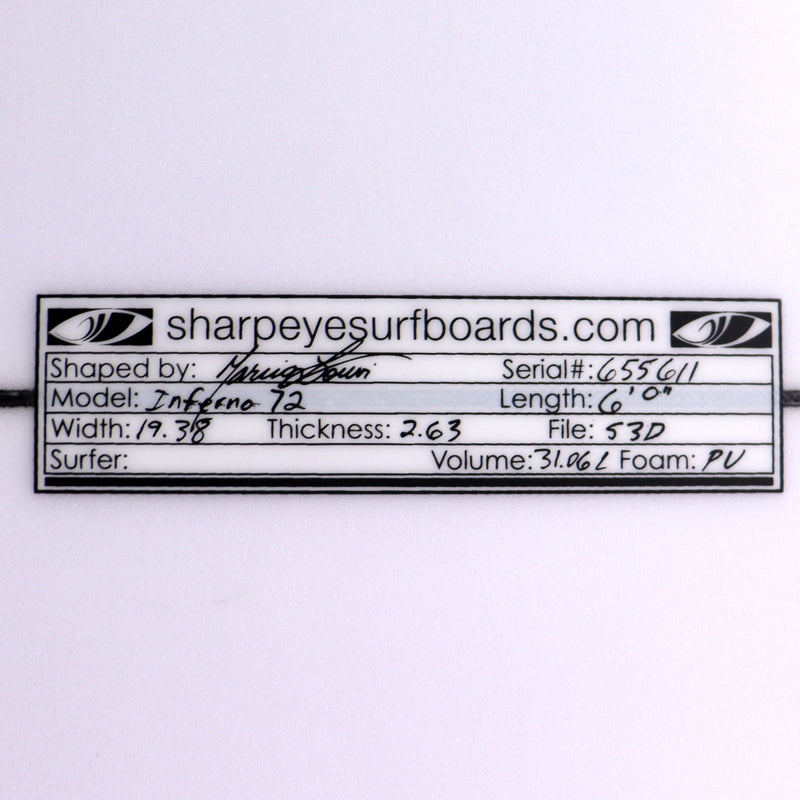 sharpeyesurfboards.com
Shaped by: Serial#: 655611
Model: Inferno 72 Length: 6'0"
Width: 19.38 Thickness: 2.63 File: 53D
Surfer: Volume: 31.06L Foam: PU